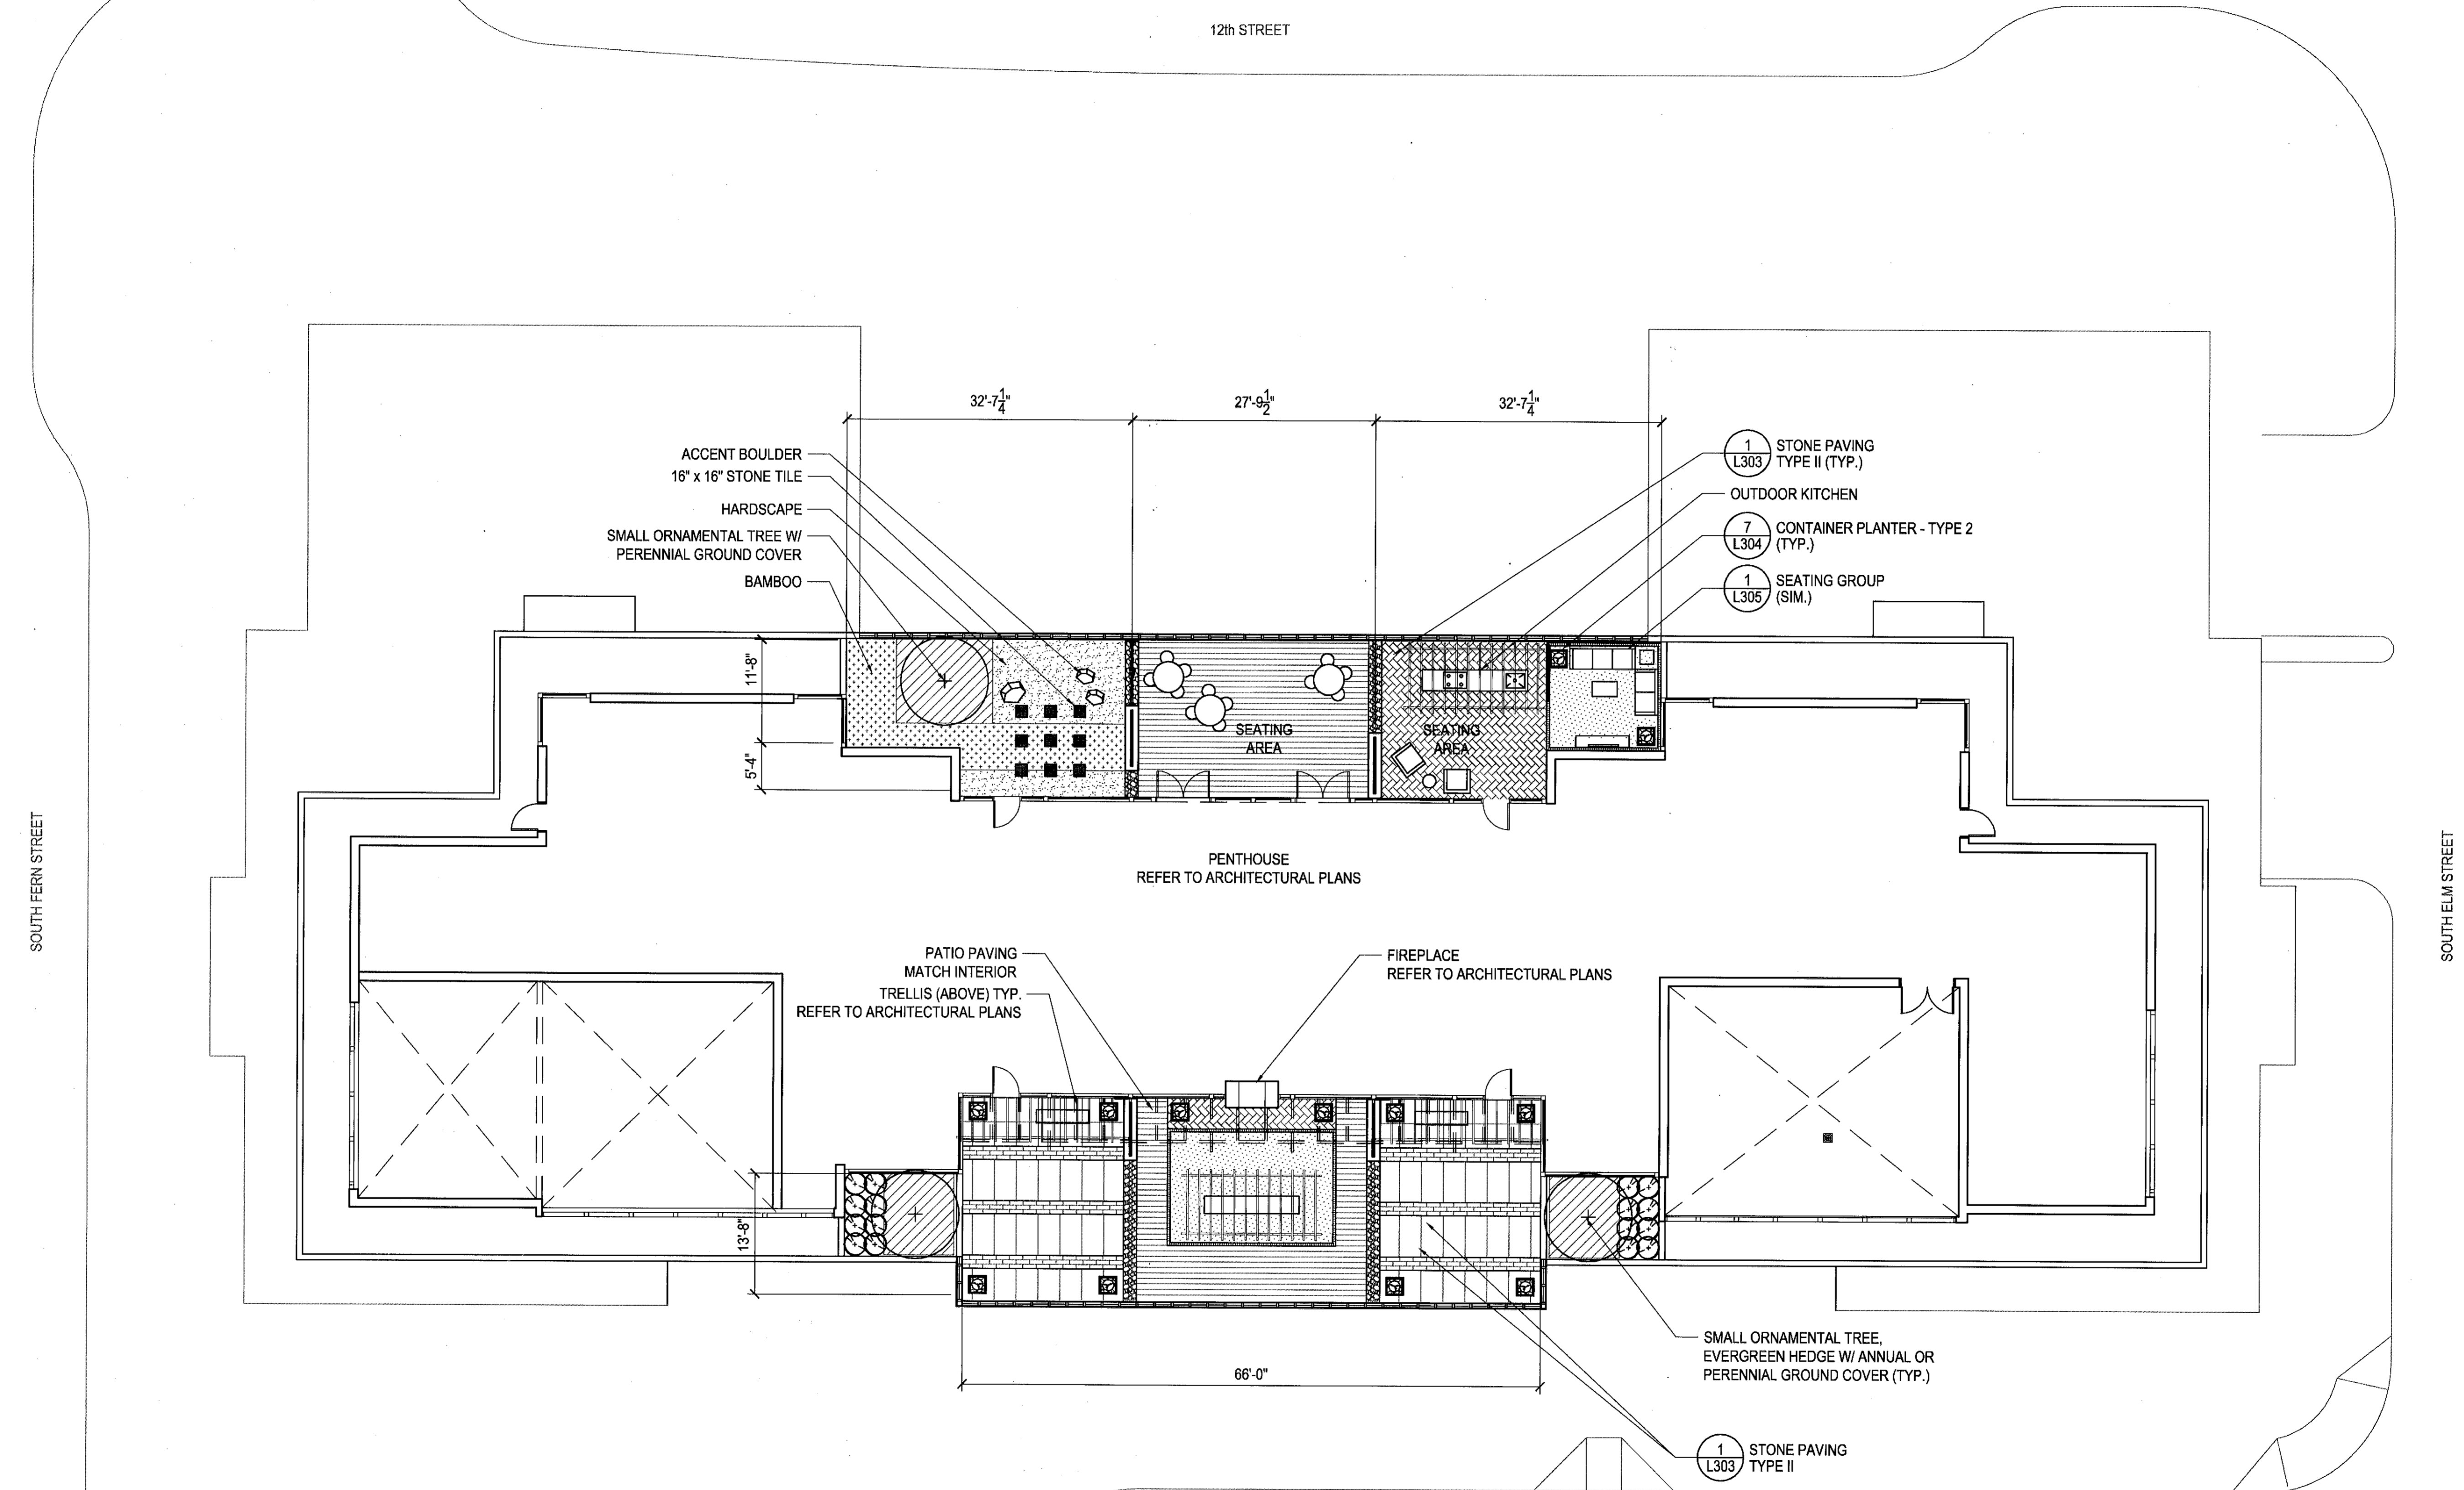 12th STREET
32'-7 1/4"
27'-9 1/2"
32'-7 1/4"
ACCENT BOULDER
16" x 16" STONE TILE
HARDSCAPE
SMALL ORNAMENTAL TREE W/
PERENNIAL GROUND COVER
BAMBOO
1
L303
STONE PAVING
TYPE II (TYP.)
OUTDOOR KITCHEN
7
L304
CONTAINER PLANTER - TYPE 2
(TYP.)
1
L305
SEATING GROUP
(SIM.)
11'-8"
5'-4"
SEATING
AREA
SEATING
AREA
SOUTH FERN STREET
SOUTH ELM STREET
PENTHOUSE
REFER TO ARCHITECTURAL PLANS
PATIO PAVING
MATCH INTERIOR
TRELLIS (ABOVE) TYP.
REFER TO ARCHITECTURAL PLANS
FIREPLACE
REFER TO ARCHITECTURAL PLANS
13'-8"
66'-0"
SMALL ORNAMENTAL TREE,
EVERGREEN HEDGE W/ ANNUAL OR
PERENNIAL GROUND COVER (TYP.)
1
L303
STONE PAVING
TYPE II